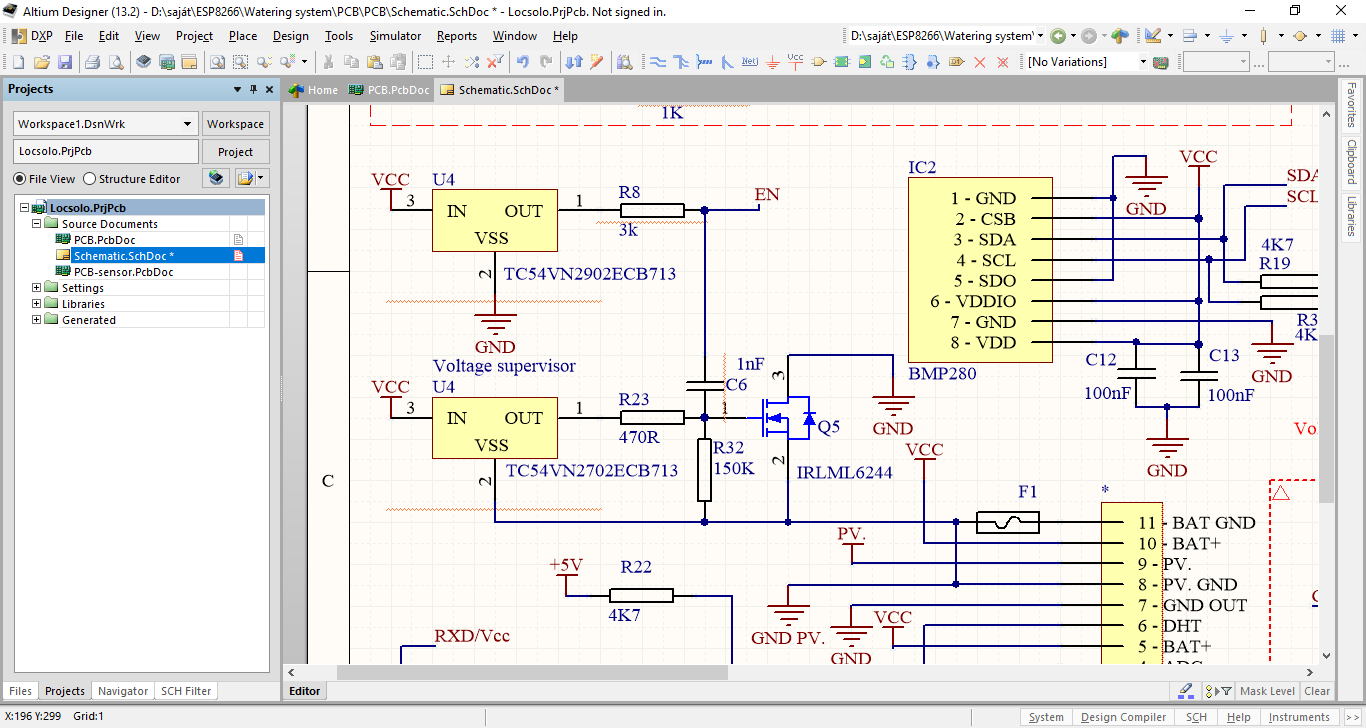 Altium Designer (13.2) - D:\saját\ESP8266\Watering system\PCB\PCB\Schematic.SchDoc * - Locsolo.PrjPcb. Not signed in.
DXP File Edit View Project Place Design Tools Simulator Reports Window Help D:\saját\ESP8266\Watering system\
Net Vcc [No Variations] ... ...
Projects Home PCB.PcbDoc Schematic.SchDoc *
Workspace1.DsnWrk Workspace
Locsolo.PrjPcb Project
File View Structure Editor
Locsolo.PrjPcb
Source Documents
PCB.PcbDoc
Schematic.SchDoc *
PCB-sensor.PcbDoc
Settings
Libraries
Generated
Favorites
Clipboard
Libraries
1K
VCC U4
3 IN OUT 1
VSS
R8
3k
EN
2
TC54VN2902ECB713
GND
Voltage supervisor
VCC U4
3 IN OUT 1
VSS
R23
470R
1nF
C6
1
3
Q5
2
IRLML6244
GND
R32
150K
2
TC54VN2702ECB713
C
IC2
1 - GND
2 - CSB
3 - SDA
4 - SCL
5 - SDO
6 - VDDIO
7 - GND
8 - VDD
BMP280
GND
VCC
SDA
SCL
4K7
R19
R3
4K
GND
C12
100nF
C13
100nF
GND
VCC
F1
*
11 - BAT GND
10 - BAT+
9 - PV.
8 - PV. GND
7 - GND OUT
6 - DHT
5 - BAT+
PV.
GND PV.
GND
VCC
+5V
R22
4K7
RXD/Vcc
Files Projects Navigator SCH Filter Editor Mask Level Clear
X:196 Y:299 Grid:1 System Design Compiler SCH Help Instruments >>